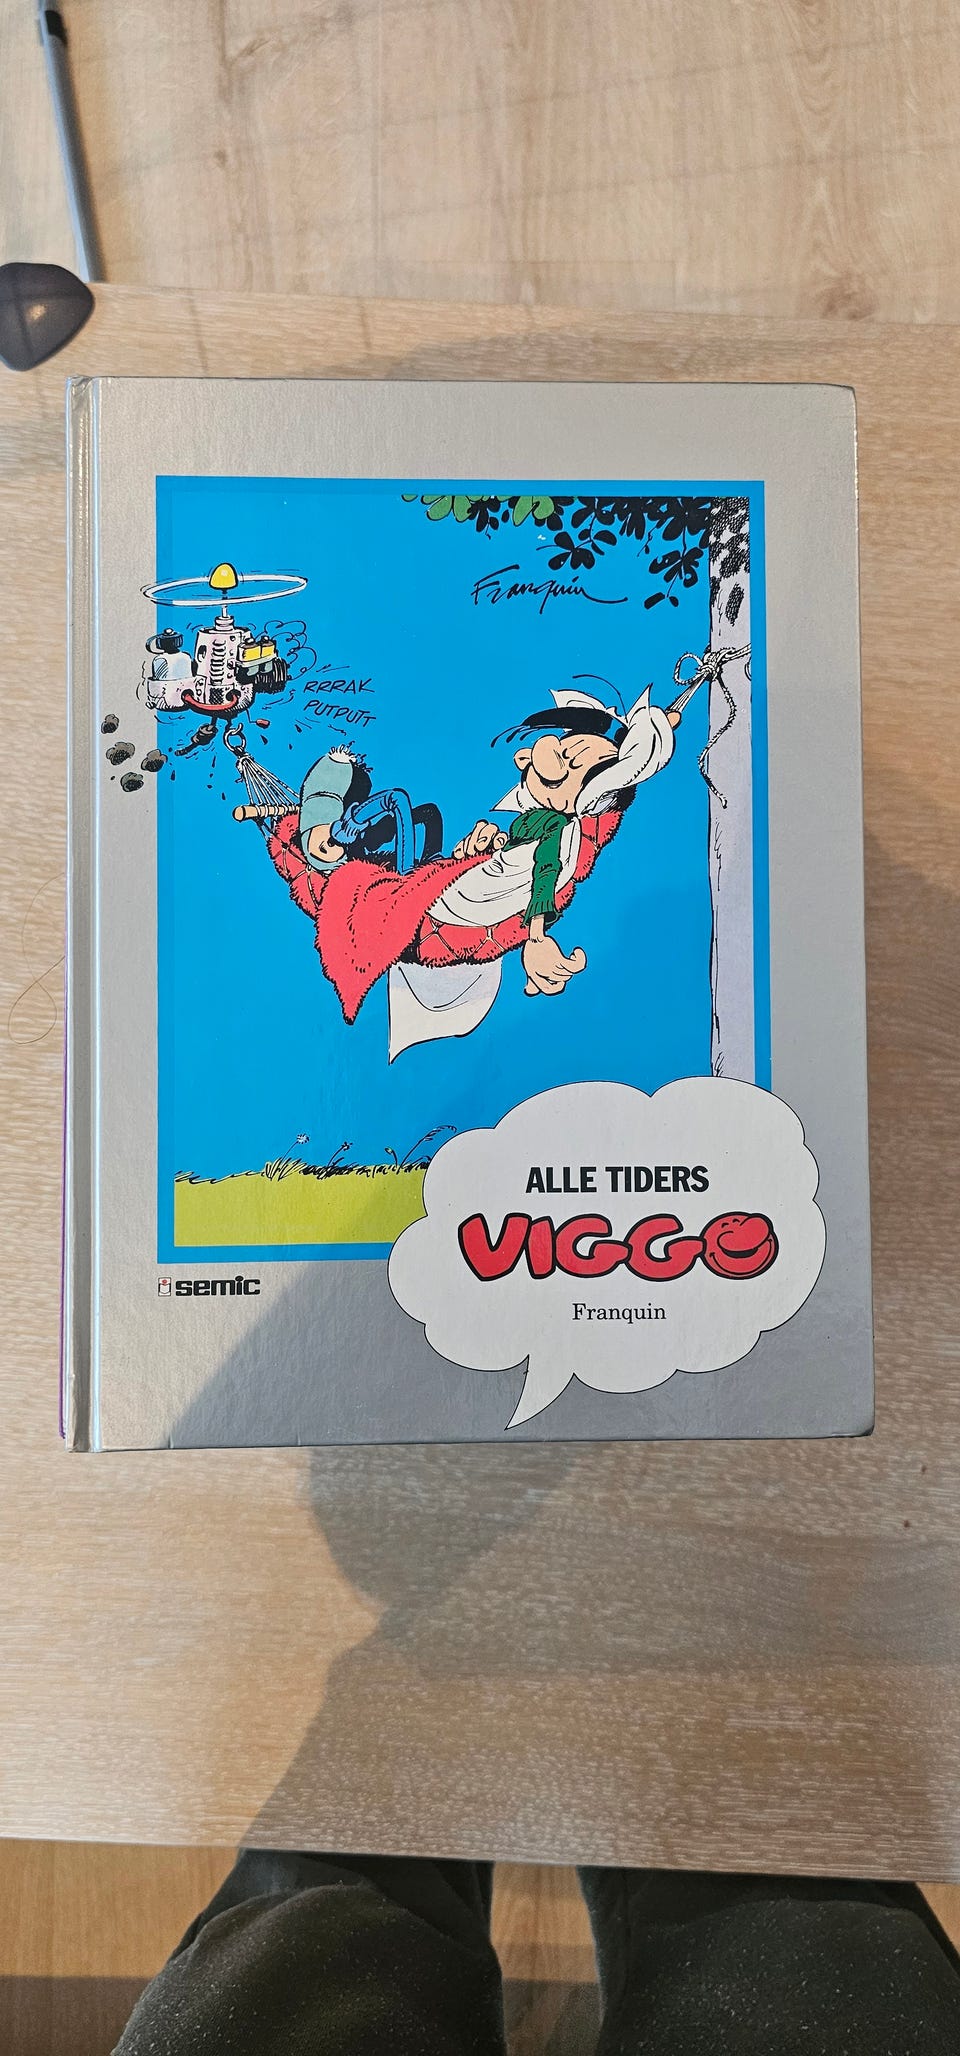 Franquin
RRRAK
PUTPUTT
ALLE TIDERS
VIGGO
Franquin
semic